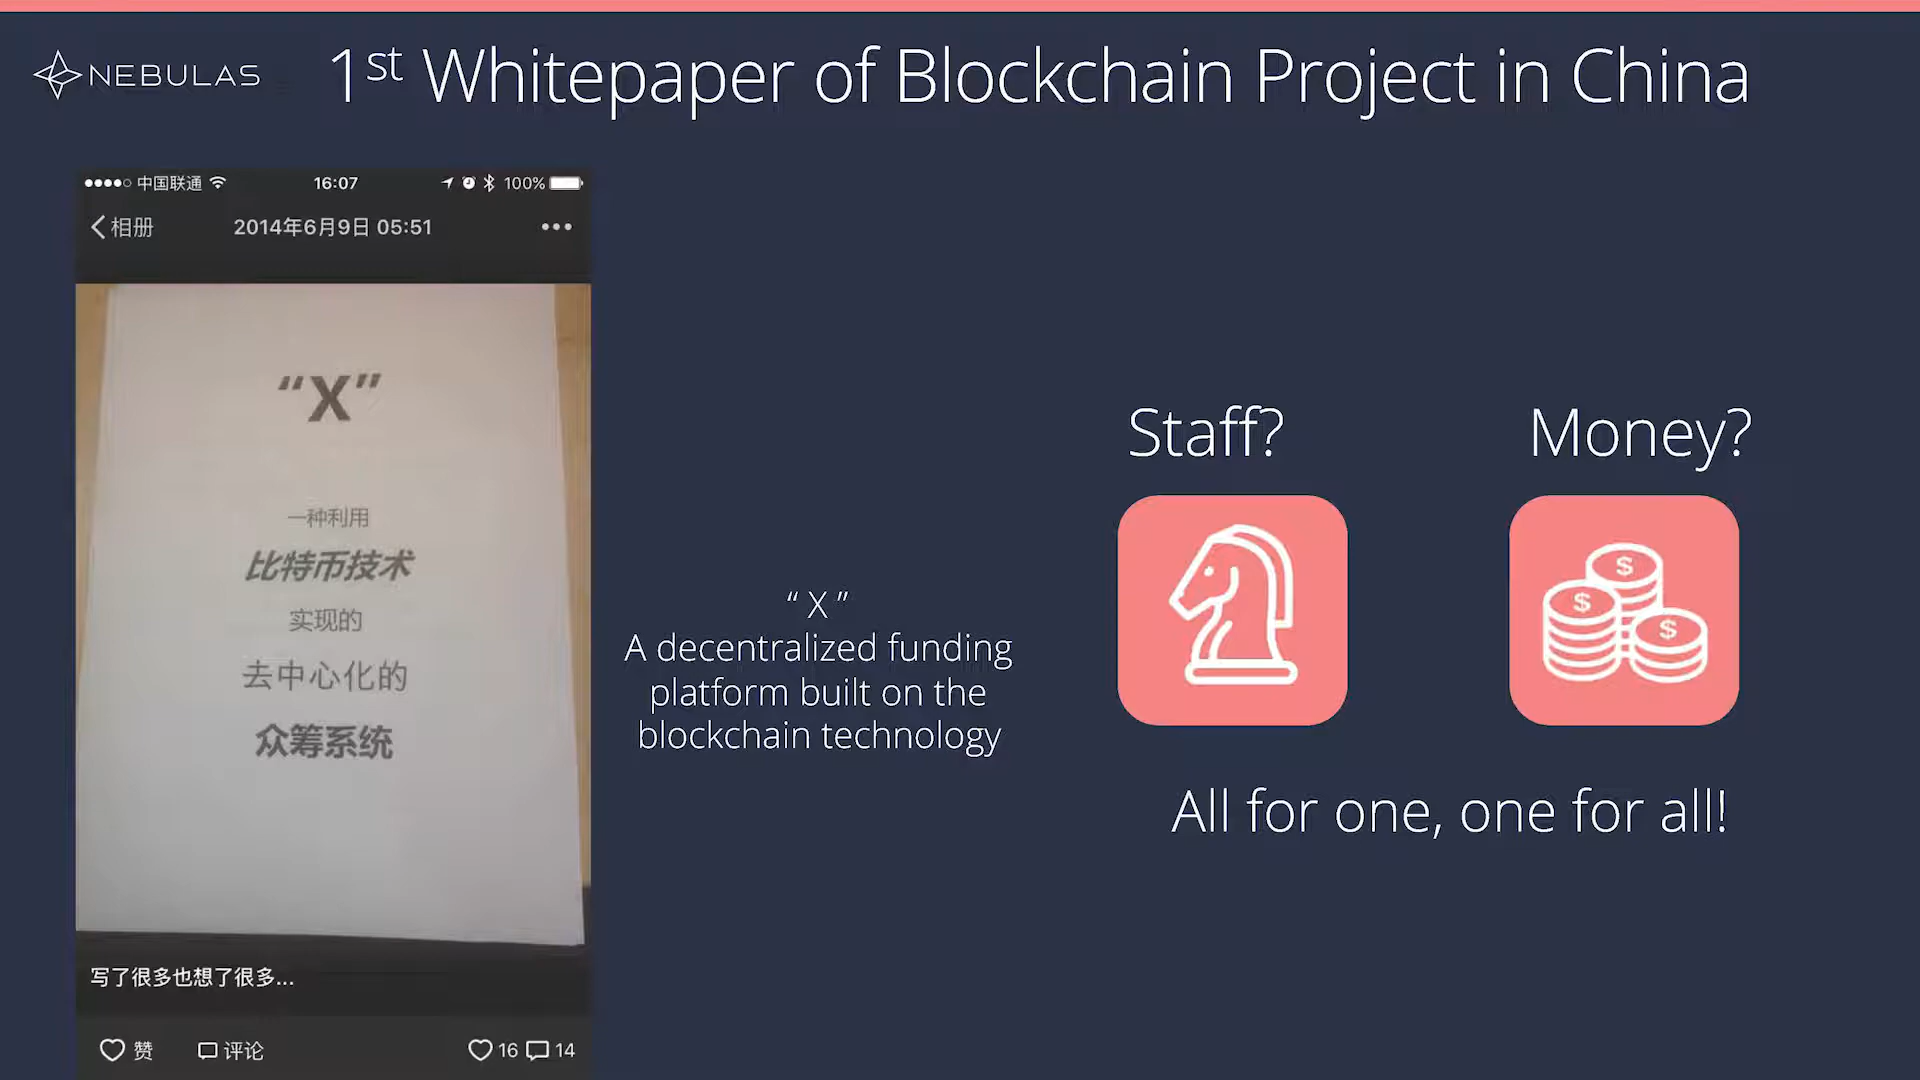 NEBULAS
1st Whitepaper of Blockchain Project in China
中国联通 16:07 100%
相册 2014年6月9日 05:51 •••
“X”
一种利用
比特币技术
实现的
去中心化的
众筹系统
写了很多也想了很多...
赞 评论 16 14
“ X ”
A decentralized funding
platform built on the
blockchain technology
Staff? Money?
$
$
$
All for one, one for all!